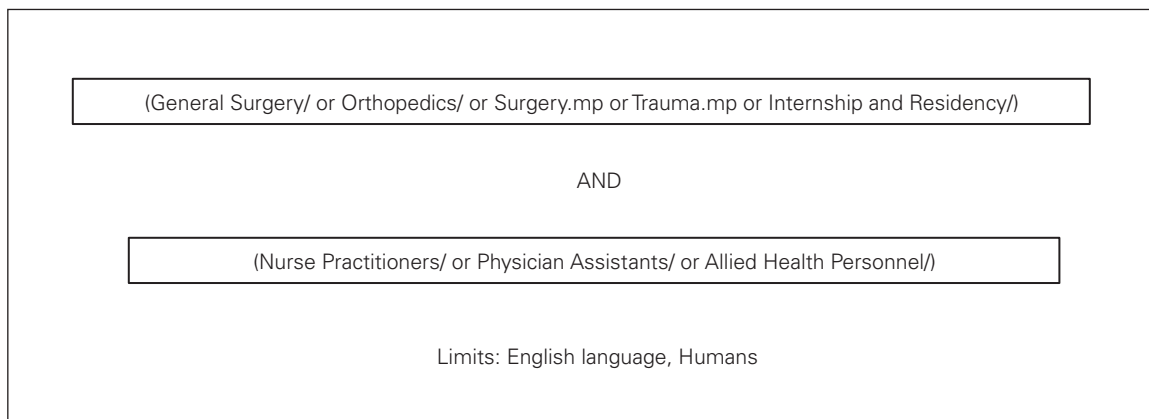 (General Surgery/ or Orthopedics/ or Surgery.mp or Trauma.mp or Internship and Residency/)
AND
(Nurse Practitioners/ or Physician Assistants/ or Allied Health Personnel/)
Limits: English language, Humans